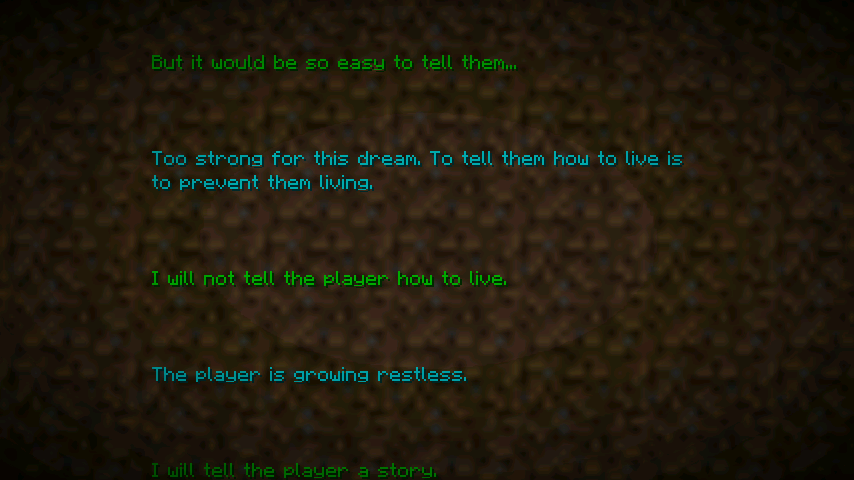 But it would be so easy to tell them...
Too strong for this dream. To tell them how to live is
to prevent them living.
I will not tell the player how to live.
The player is growing restless.
I will tell the player a story.